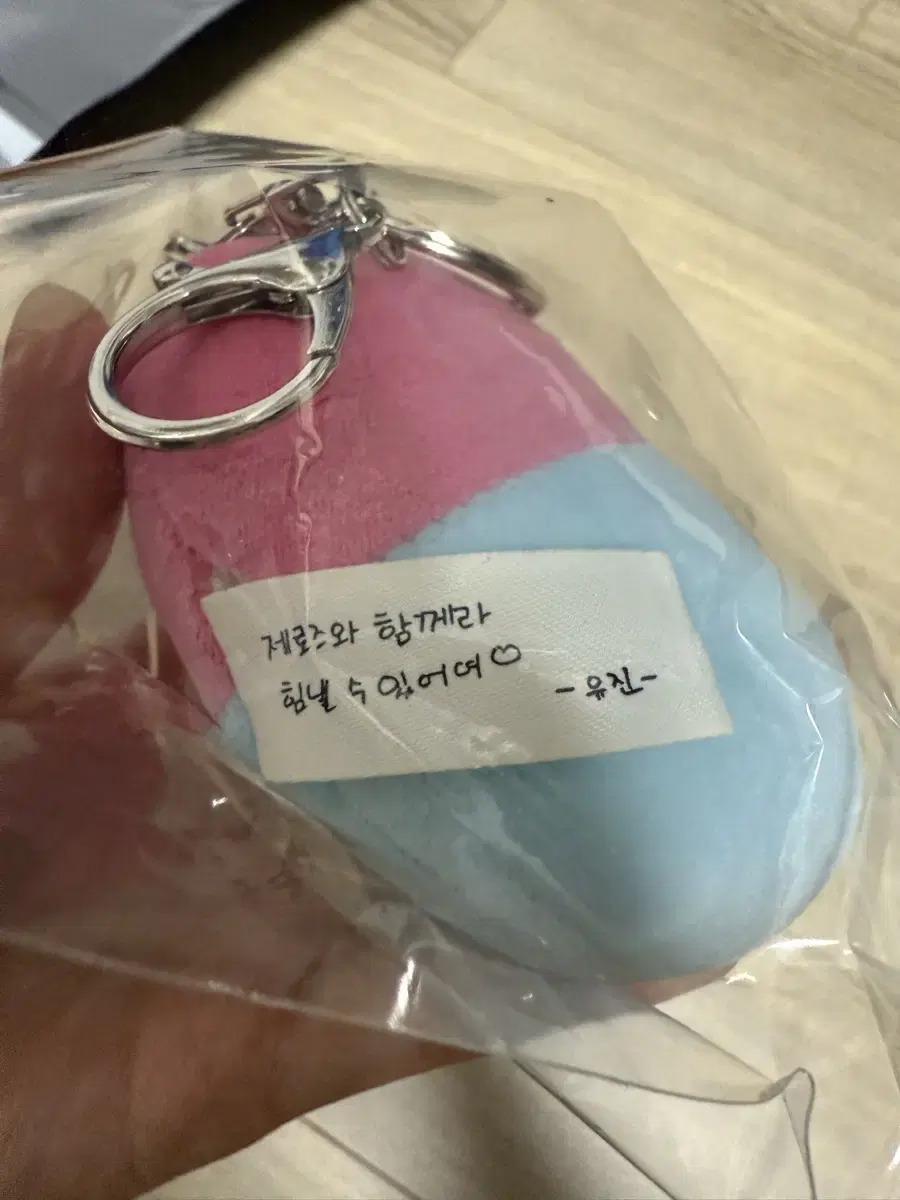 제로즈와 함께라
힘낼 수 있어여♡
-유진-